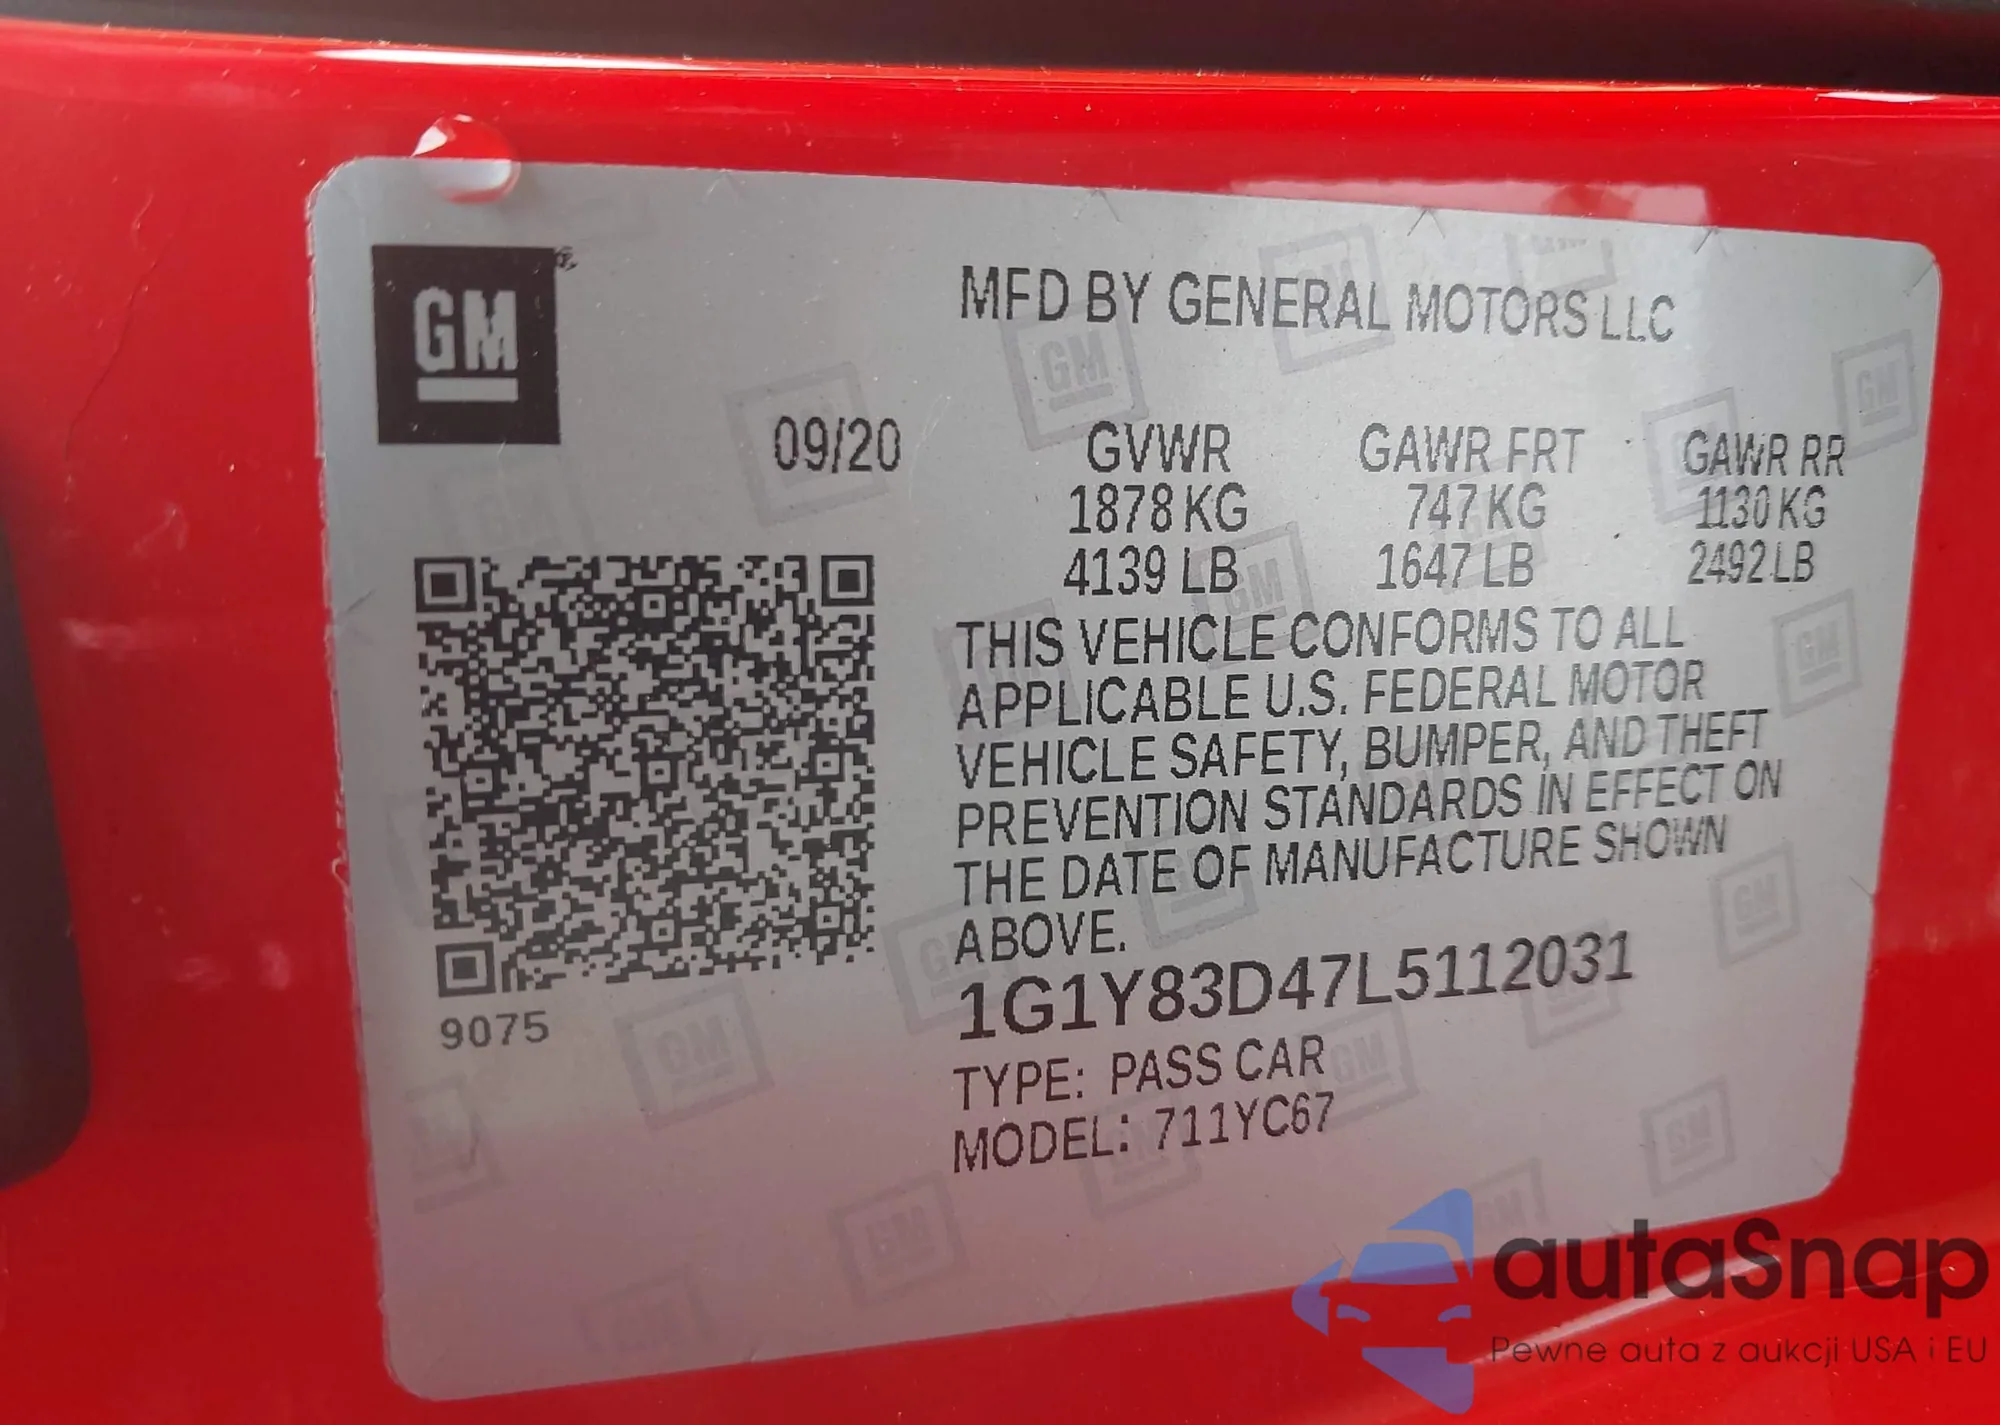 GM
MFD BY GENERAL MOTORS LLC
09/20
GVWR GAWR FRT GAWR RR
1878 KG 747 KG 1130 KG
4139 LB 1647 LB 2492 LB
THIS VEHICLE CONFORMS TO ALL
APPLICABLE U.S. FEDERAL MOTOR
VEHICLE SAFETY, BUMPER, AND THEFT
PREVENTION STANDARDS IN EFFECT ON
THE DATE OF MANUFACTURE SHOWN
ABOVE.
1G1Y83D47L5112031
9075
TYPE: PASS CAR
MODEL: 711YC67
autaSnap
Pewne auta z aukcji USA i EU